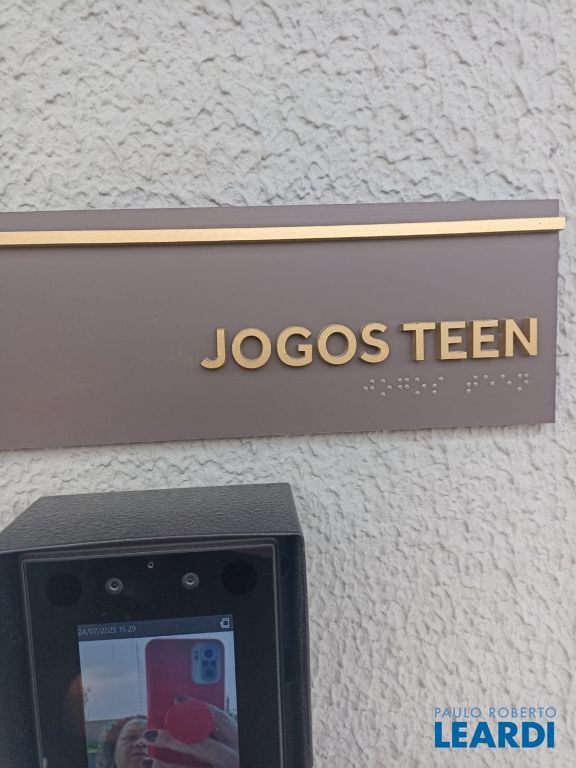 JOGOS TEEN
⠚⠕⠛⠕⠎ ⠞⠑⠑⠝
24/07/2025 15 29
PAULO ROBERTO
LEARDI